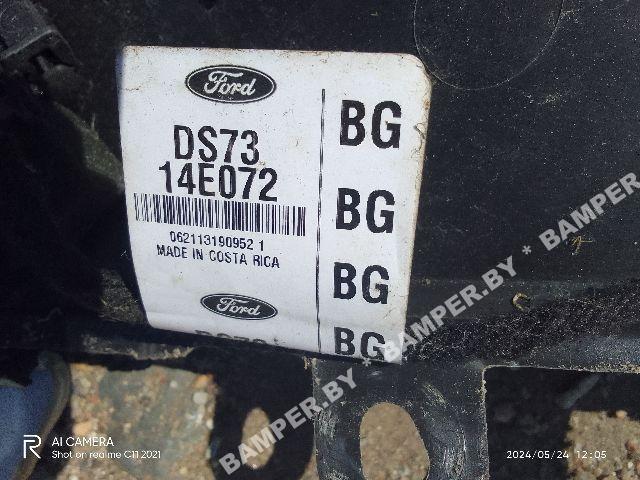 Ford
DS73
14E072
062113190952 1
MADE IN COSTA RICA
Ford
BG
BG
BG
BG
BAMPER.BY * BAMPER.BY * BAMPER.BY
AI CAMERA
Shot on realme C11 2021
2024/05/24 12:05